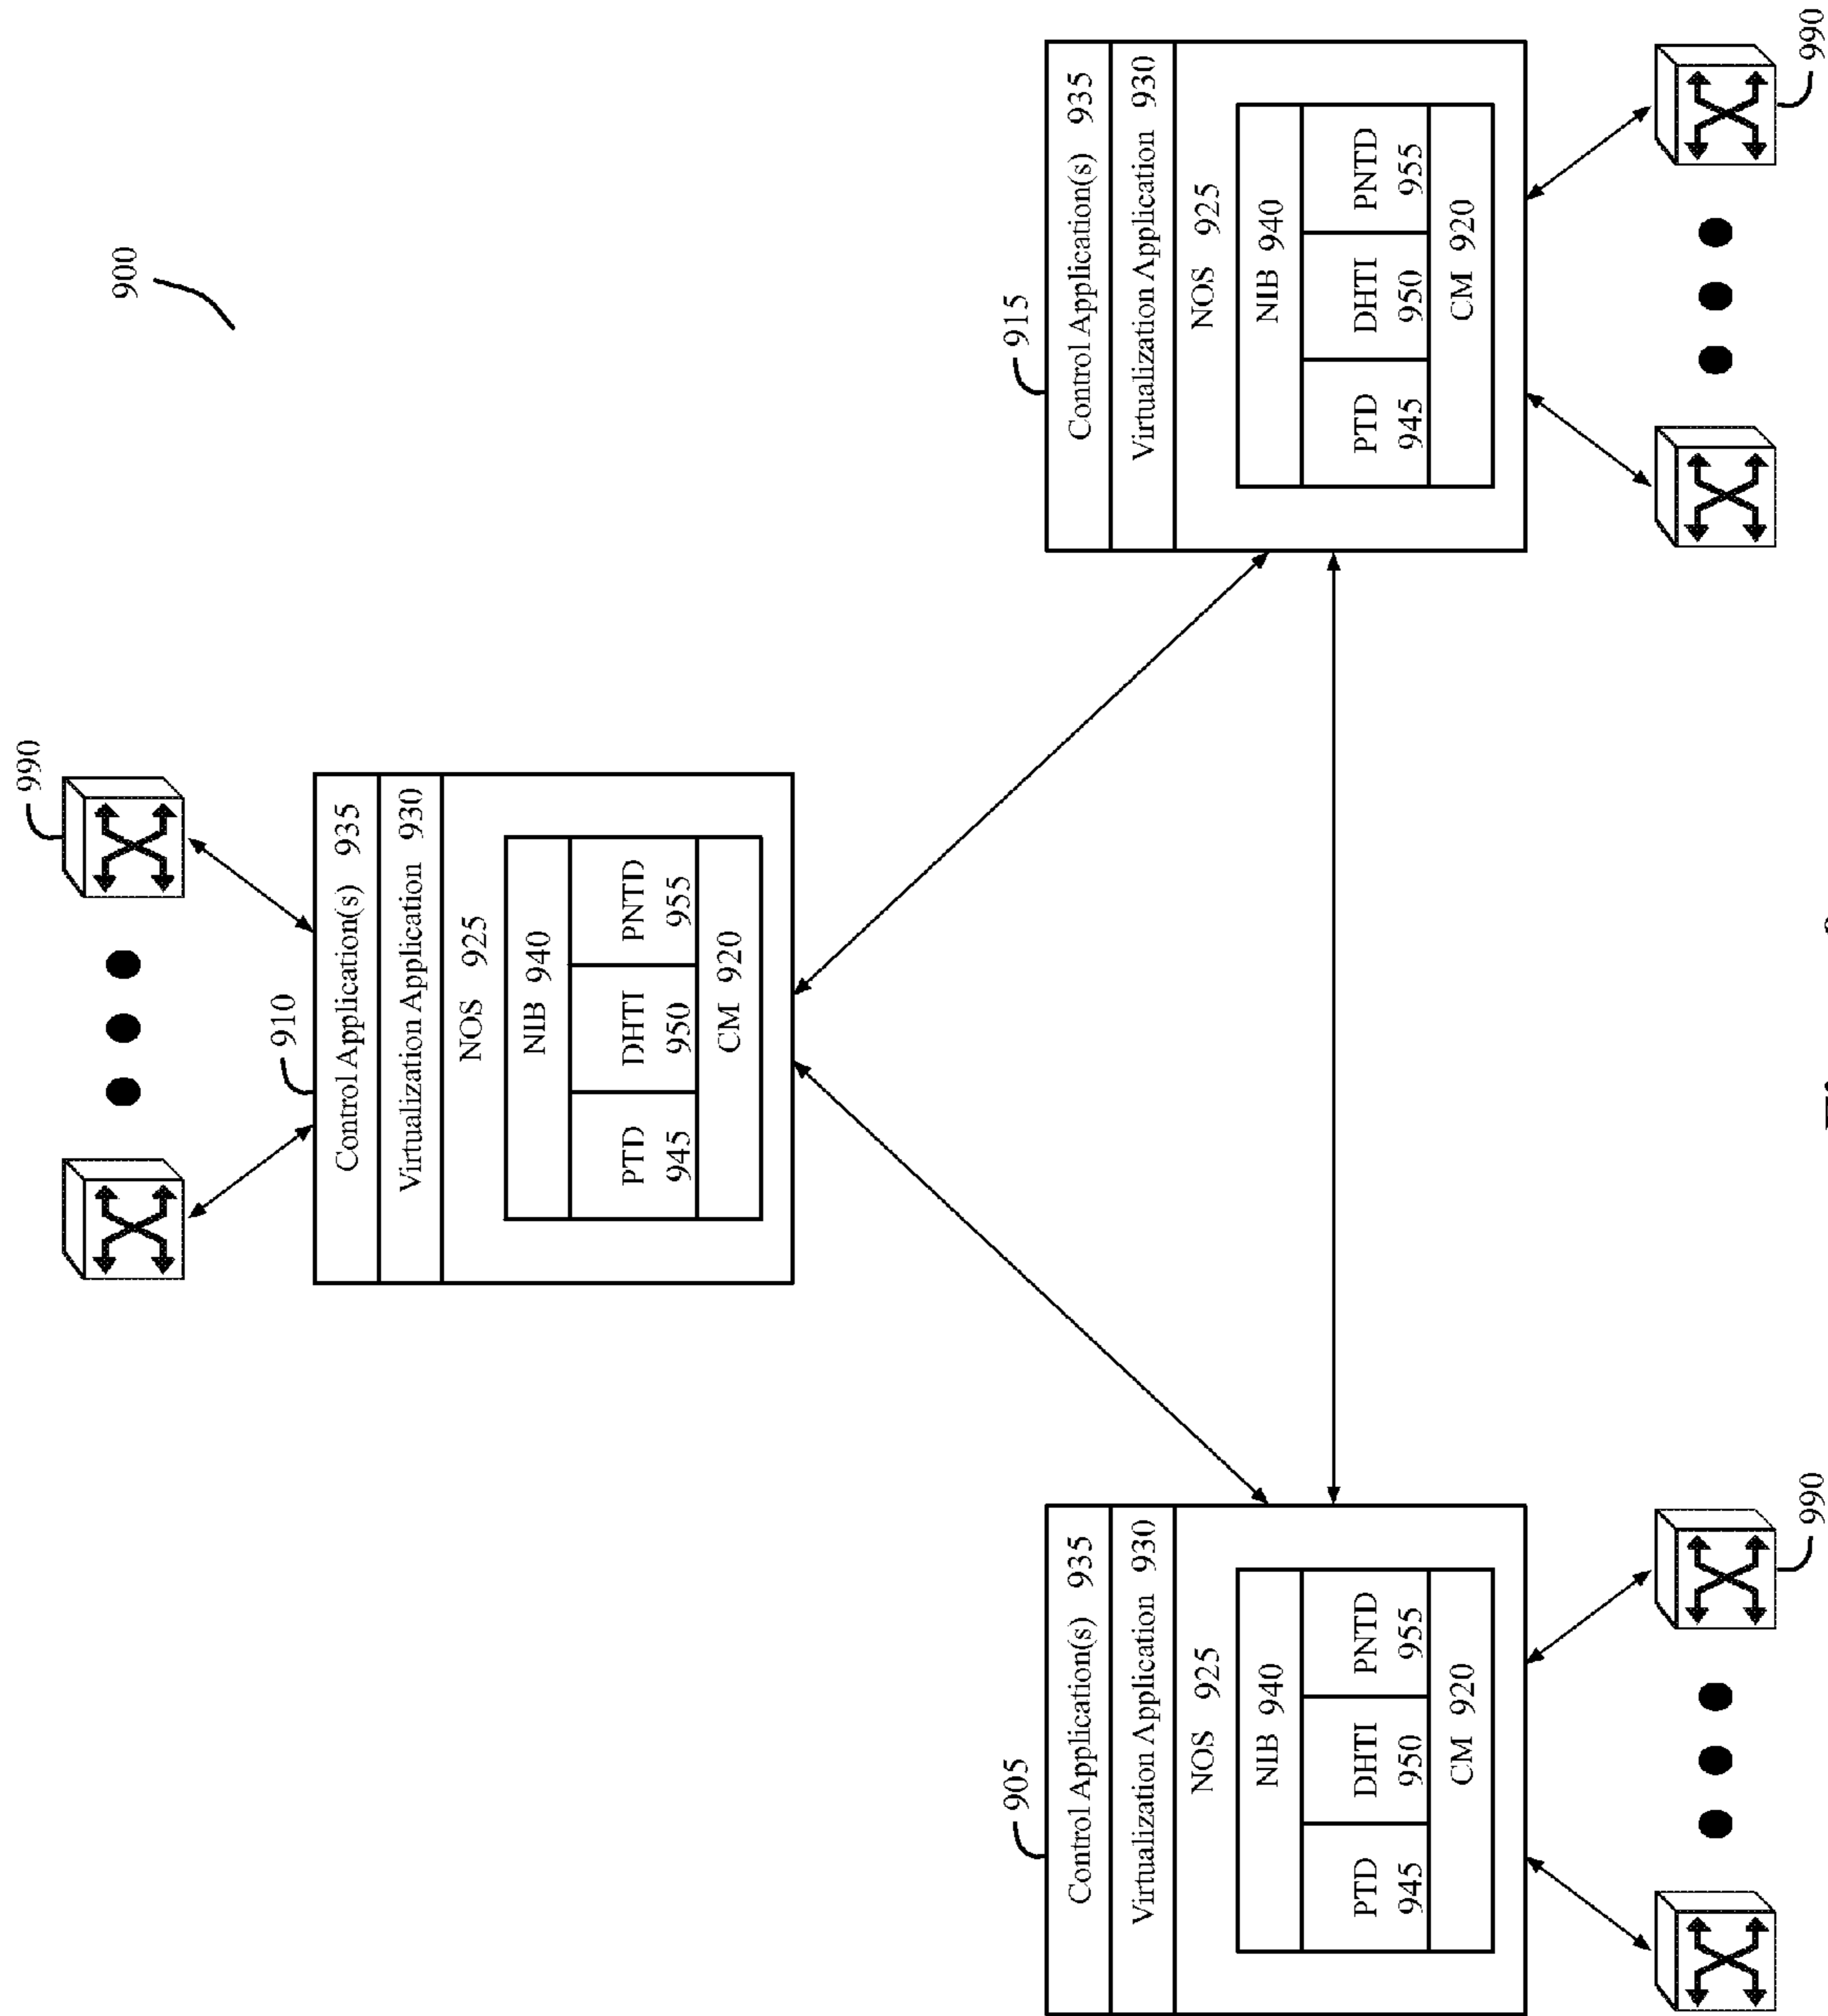 990
900
910
Control Application(s) 935
Virtualization Application 930
NOS 925
NIB 940
PTD 945
DHTI 950
PNTD 955
CM 920
905
Control Application(s) 935
Virtualization Application 930
NOS 925
NIB 940
PTD 945
DHTI 950
PNTD 955
CM 920
990
915
Control Application(s) 935
Virtualization Application 930
NOS 925
NIB 940
PTD 945
DHTI 950
PNTD 955
CM 920
990